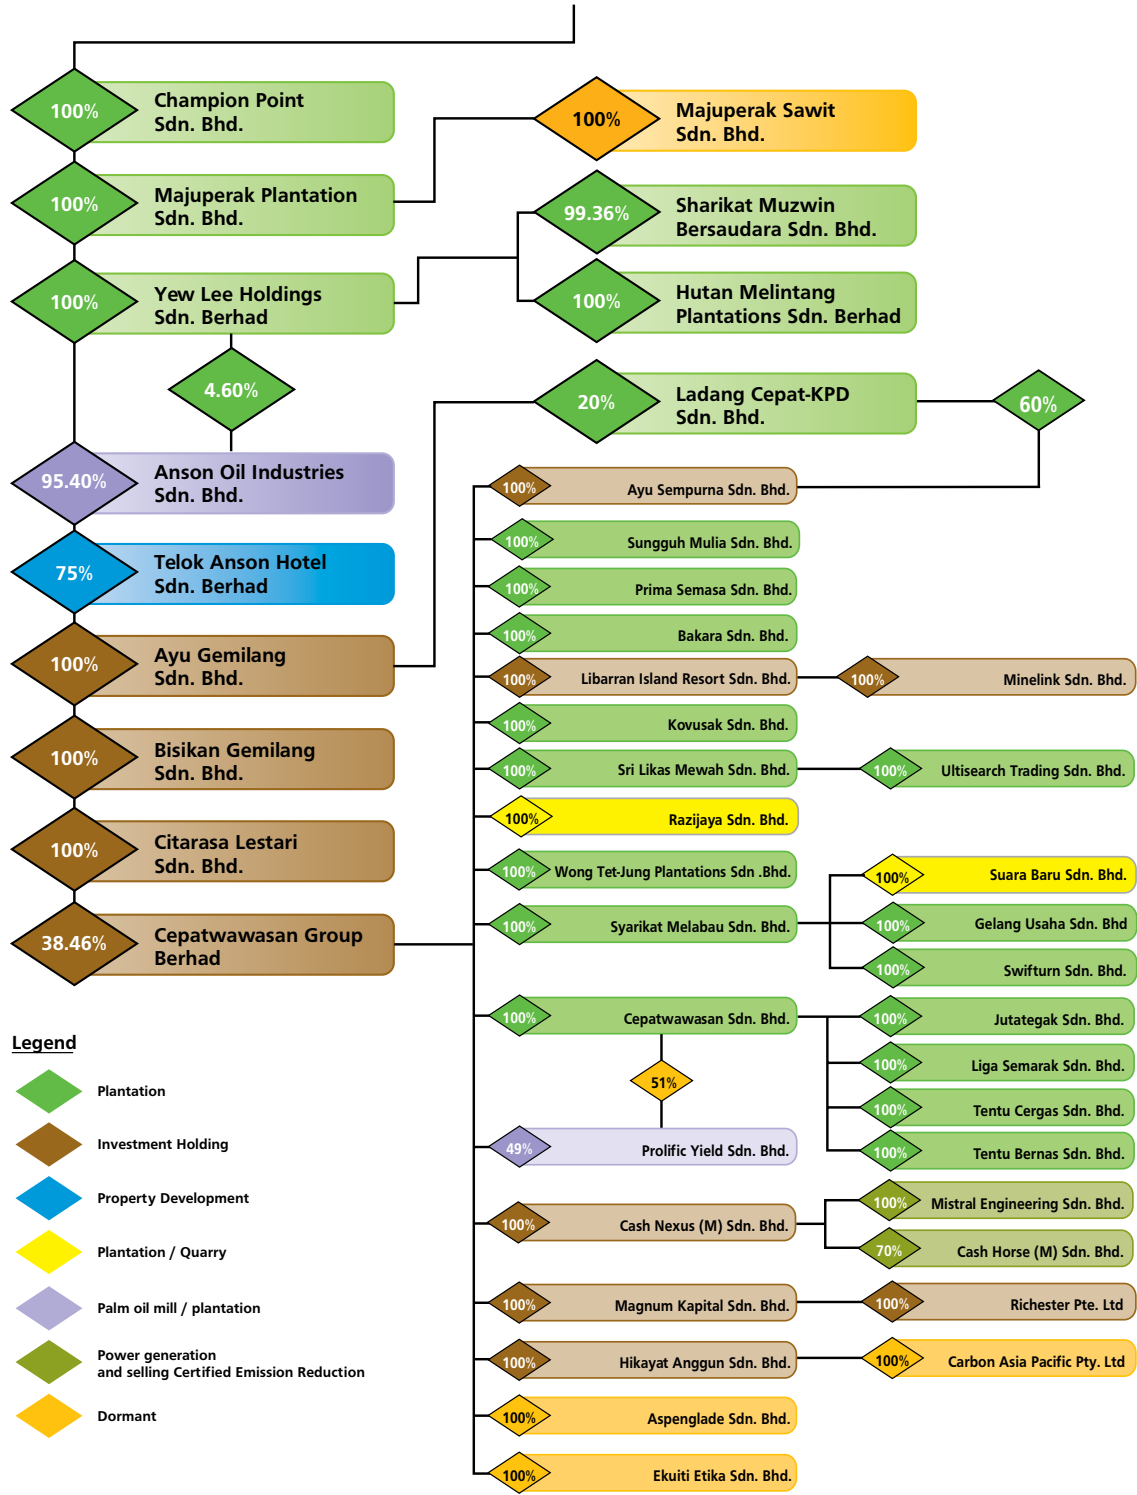 100%
Champion Point
Sdn. Bhd.
100%
Majuperak Sawit
Sdn. Bhd.
100%
Majuperak Plantation
Sdn. Bhd.
99.36%
Sharikat Muzwin
Bersaudara Sdn. Bhd.
100%
Yew Lee Holdings
Sdn. Berhad
100%
Hutan Melintang
Plantations Sdn. Berhad
4.60%
20%
Ladang Cepat-KPD
Sdn. Bhd.
60%
95.40%
Anson Oil Industries
Sdn. Bhd.
75%
Telok Anson Hotel
Sdn. Berhad
100%
Ayu Gemilang
Sdn. Bhd.
100%
Bisikan Gemilang
Sdn. Bhd.
100%
Citarasa Lestari
Sdn. Bhd.
38.46%
Cepatwawasan Group
Berhad
100% Ayu Sempurna Sdn. Bhd.
100% Sungguh Mulia Sdn. Bhd.
100% Prima Semasa Sdn. Bhd.
100% Bakara Sdn. Bhd.
100% Libarran Island Resort Sdn. Bhd.
100% Minelink Sdn. Bhd.
100% Kovusak Sdn. Bhd.
100% Sri Likas Mewah Sdn. Bhd.
100% Ultisearch Trading Sdn. Bhd.
100% Razijaya Sdn. Bhd.
100% Wong Tet-Jung Plantations Sdn .Bhd.
100% Syarikat Melabau Sdn. Bhd.
100% Suara Baru Sdn. Bhd.
100% Gelang Usaha Sdn. Bhd
100% Swifturn Sdn. Bhd.
100% Cepatwawasan Sdn. Bhd.
100% Jutategak Sdn. Bhd.
100% Liga Semarak Sdn. Bhd.
100% Tentu Cergas Sdn. Bhd.
100% Tentu Bernas Sdn. Bhd.
51%
49% Prolific Yield Sdn. Bhd.
100% Cash Nexus (M) Sdn. Bhd.
100% Mistral Engineering Sdn. Bhd.
70% Cash Horse (M) Sdn. Bhd.
100% Magnum Kapital Sdn. Bhd.
100% Richester Pte. Ltd
100% Hikayat Anggun Sdn. Bhd.
100% Carbon Asia Pacific Pty. Ltd
100% Aspenglade Sdn. Bhd.
100% Ekuiti Etika Sdn. Bhd.
Legend
Plantation
Investment Holding
Property Development
Plantation / Quarry
Palm oil mill / plantation
Power generation
and selling Certified Emission Reduction
Dormant